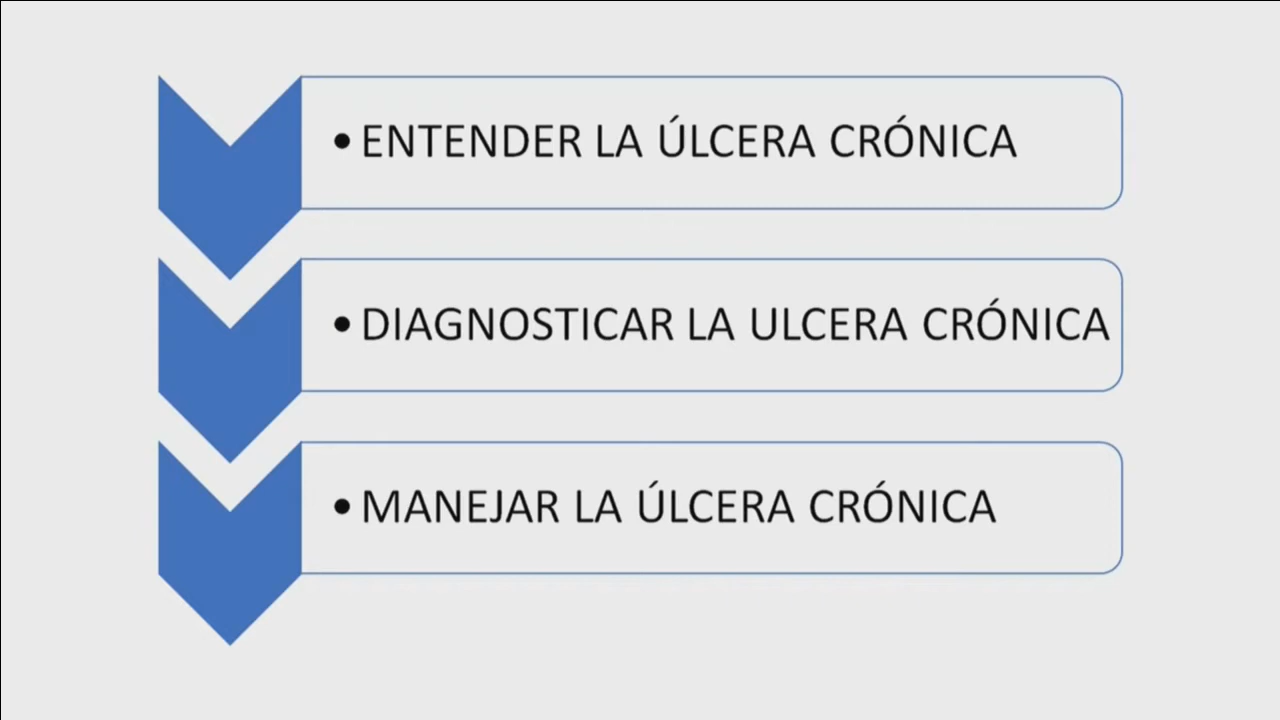 • ENTENDER LA ÚLCERA CRÓNICA
• DIAGNOSTICAR LA ULCERA CRÓNICA
• MANEJAR LA ÚLCERA CRÓNICA